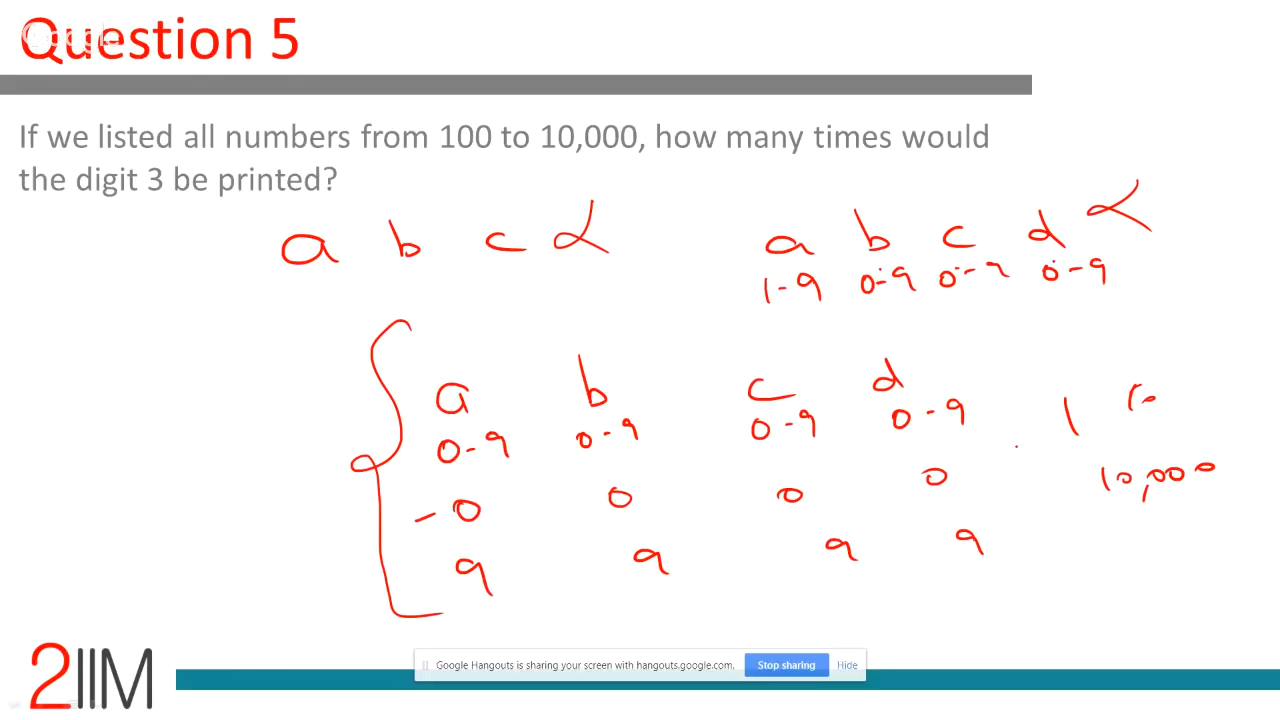 Question 5
Google
If we listed all numbers from 100 to 10,000, how many times would
the digit 3 be printed?
a b c
a b c d
1-9 0-9 0-9 0-9
a b c d
0-9 0-9 0-9 0-9 1 to
- 0 0 0 0 10,000
9 9 9 9
2IIM
Google Hangouts is sharing your screen with hangouts.google.com. Stop sharing Hide